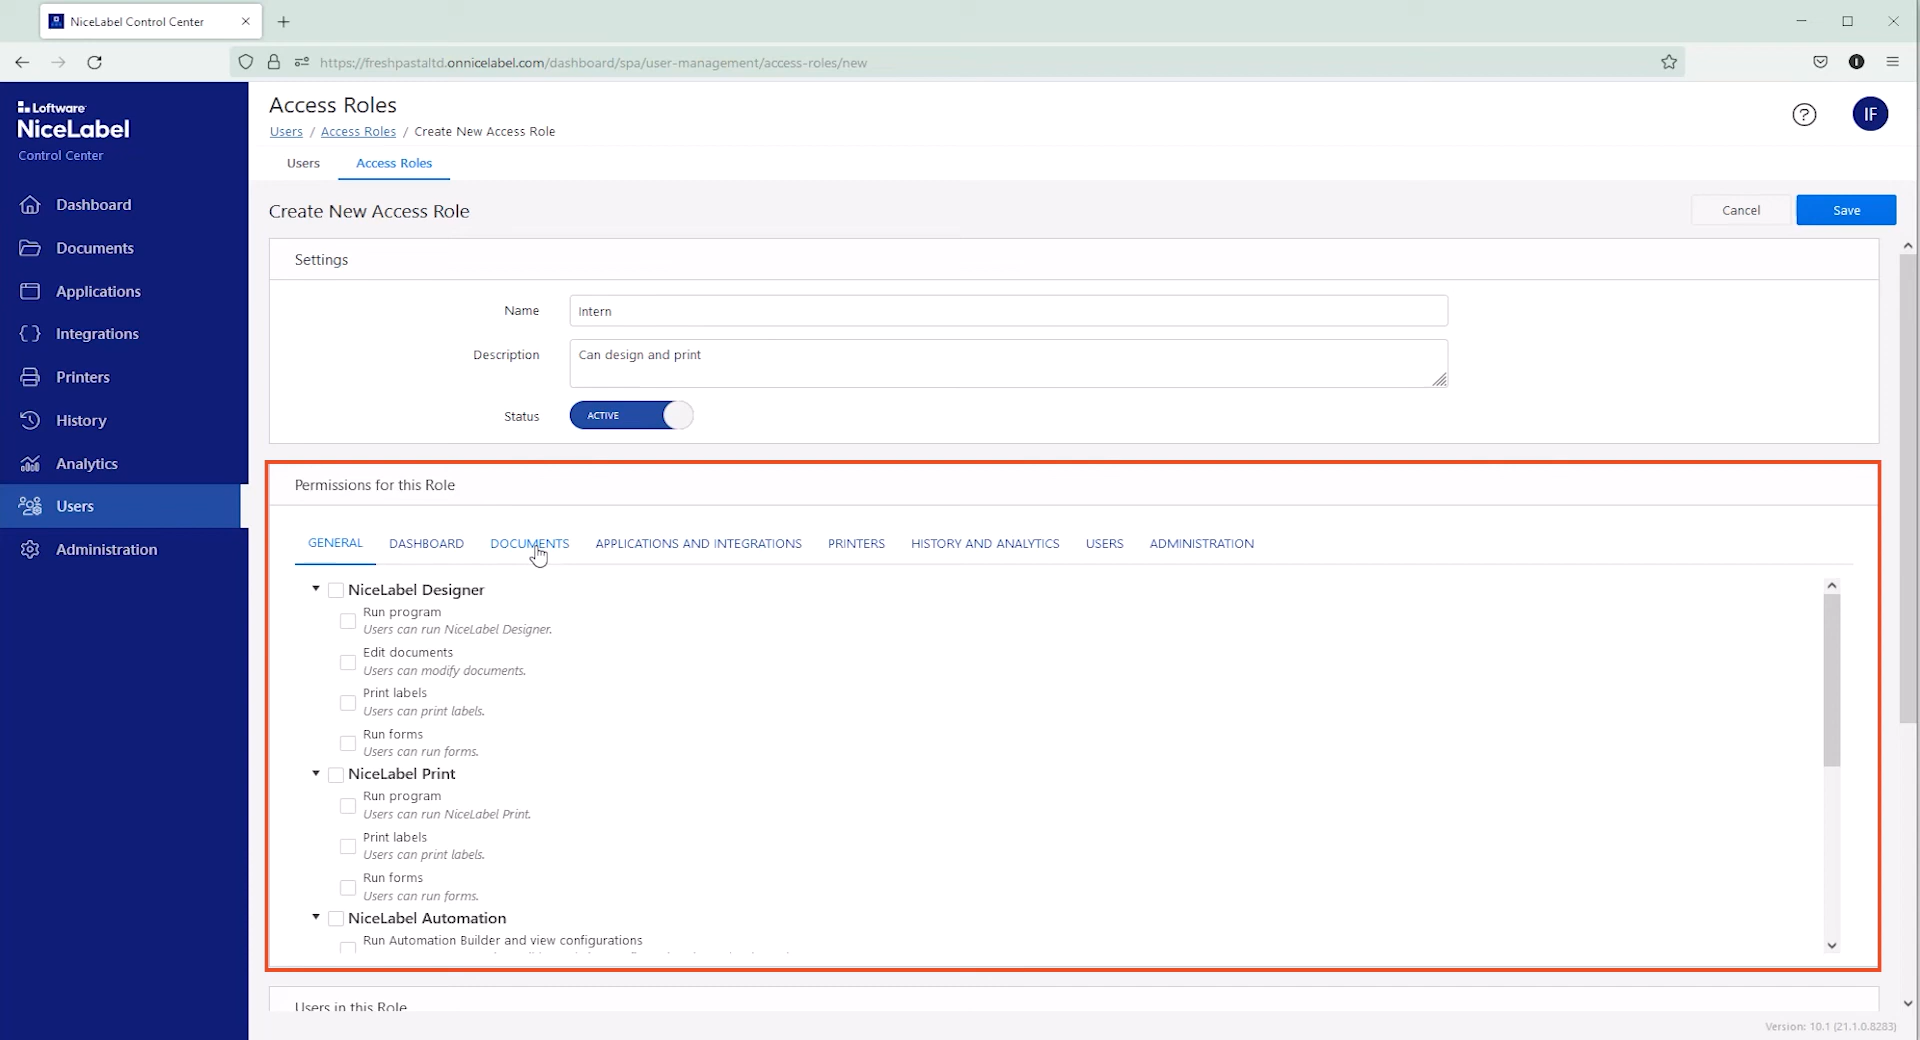 NiceLabel Control Center
https://freshpastaltd.onnicelabel.com/dashboard/spa/user-management/access-roles/new
Loftware
NiceLabel
Control Center
Dashboard
Documents
Applications
Integrations
Printers
History
Analytics
Users
Administration
Access Roles
Users / Access Roles / Create New Access Role
? IF
Users Access Roles
Create New Access Role
Cancel Save
Settings
Name Intern
Description Can design and print
Status ACTIVE
Permissions for this Role
GENERAL DASHBOARD DOCUMENTS APPLICATIONS AND INTEGRATIONS PRINTERS HISTORY AND ANALYTICS USERS ADMINISTRATION
NiceLabel Designer
Run program
Users can run NiceLabel Designer.
Edit documents
Users can modify documents.
Print labels
Users can print labels.
Run forms
Users can run forms.
NiceLabel Print
Run program
Users can run NiceLabel Print.
Print labels
Users can print labels.
Run forms
Users can run forms.
NiceLabel Automation
Run Automation Builder and view configurations
Users in this Role
Version: 10.1 (21.1.0.8283)